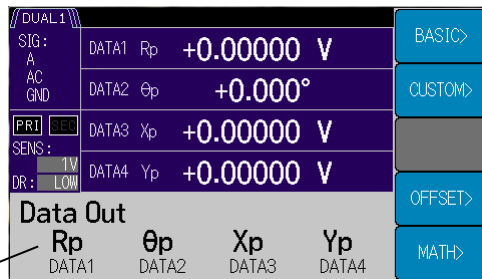 DUAL1
SIG:
A
AC
GND
PRI SEC
SENS:
1V
DR: LOW
DATA1 Rp +0.00000 V
DATA2 θp +0.000°
DATA3 Xp +0.00000 V
DATA4 Yp +0.00000 V
Data Out
Rp θp Xp Yp
DATA1 DATA2 DATA3 DATA4
BASIC>
CUSTOM>
OFFSET>
MATH>